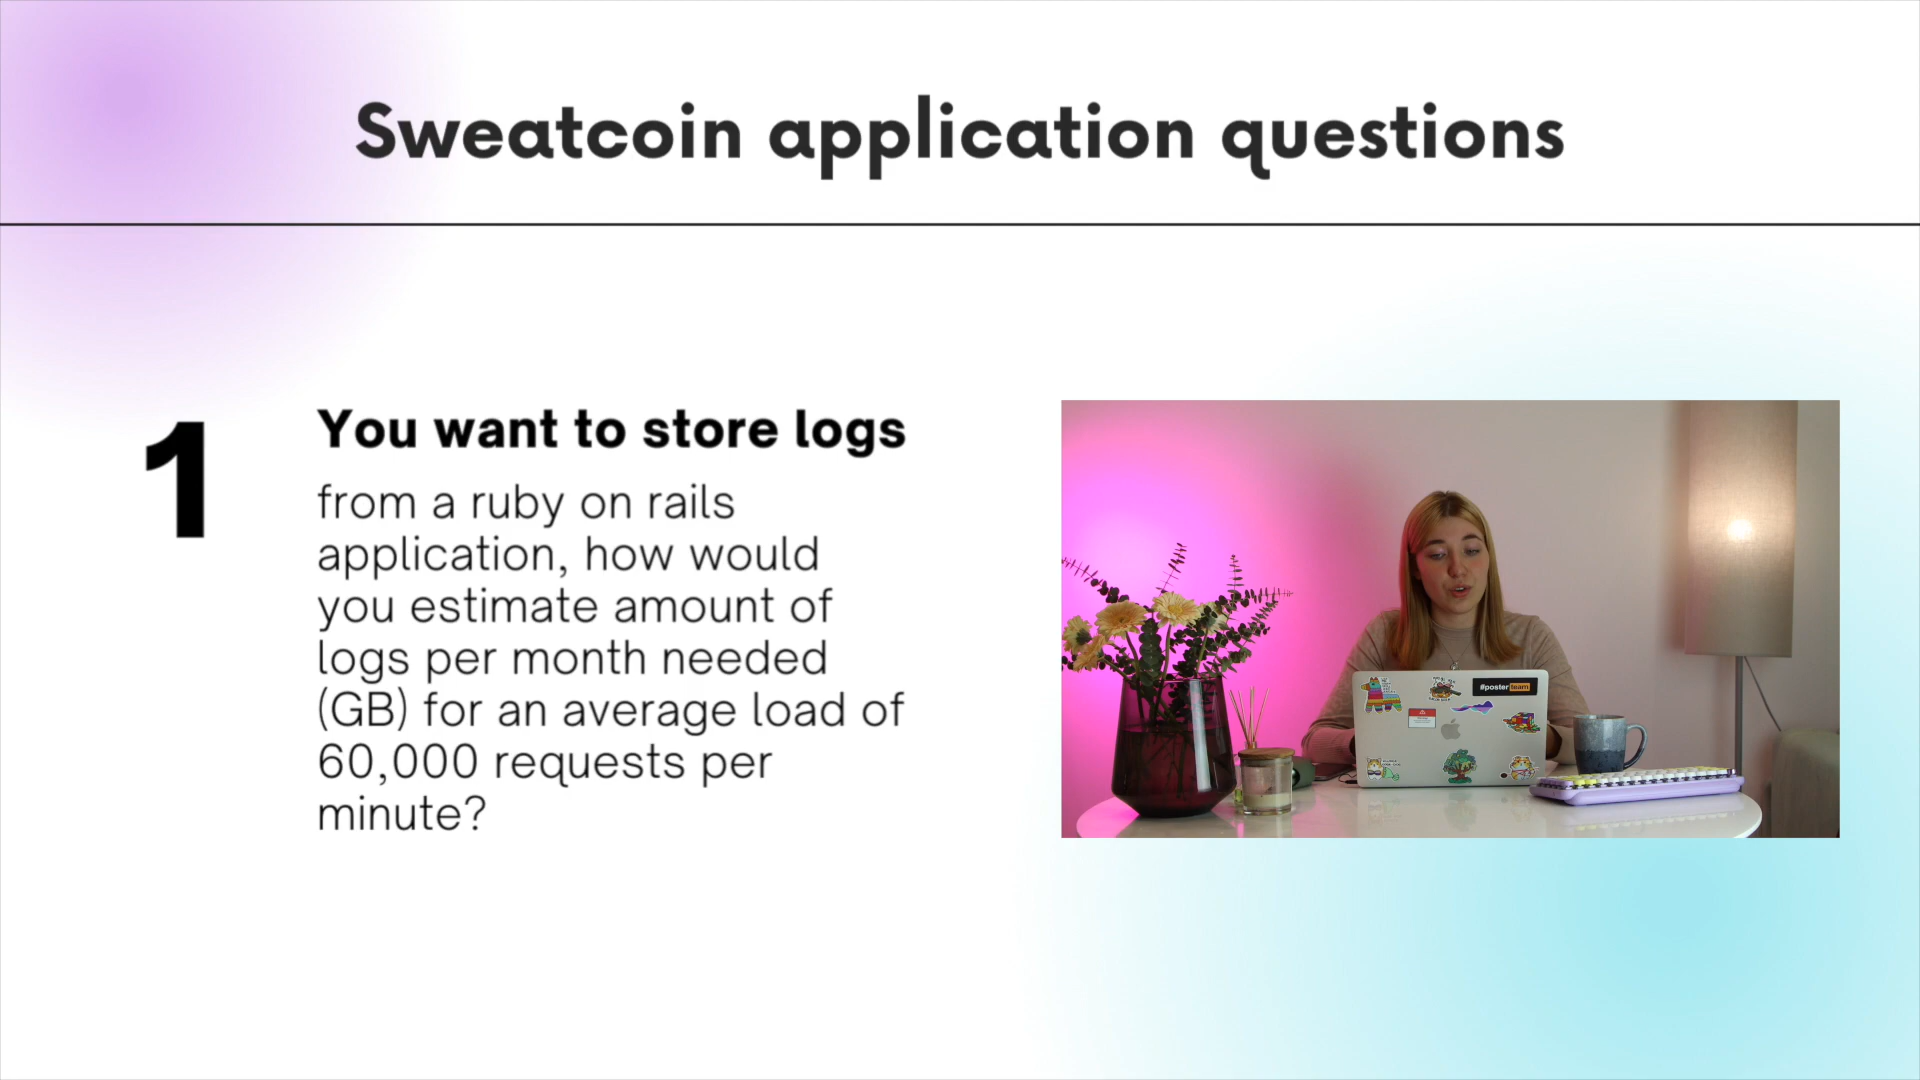 Sweatcoin application questions
1
You want to store logs
from a ruby on rails
application, how would
you estimate amount of
logs per month needed
(GB) for an average load of
60,000 requests per
minute?
#posterteam